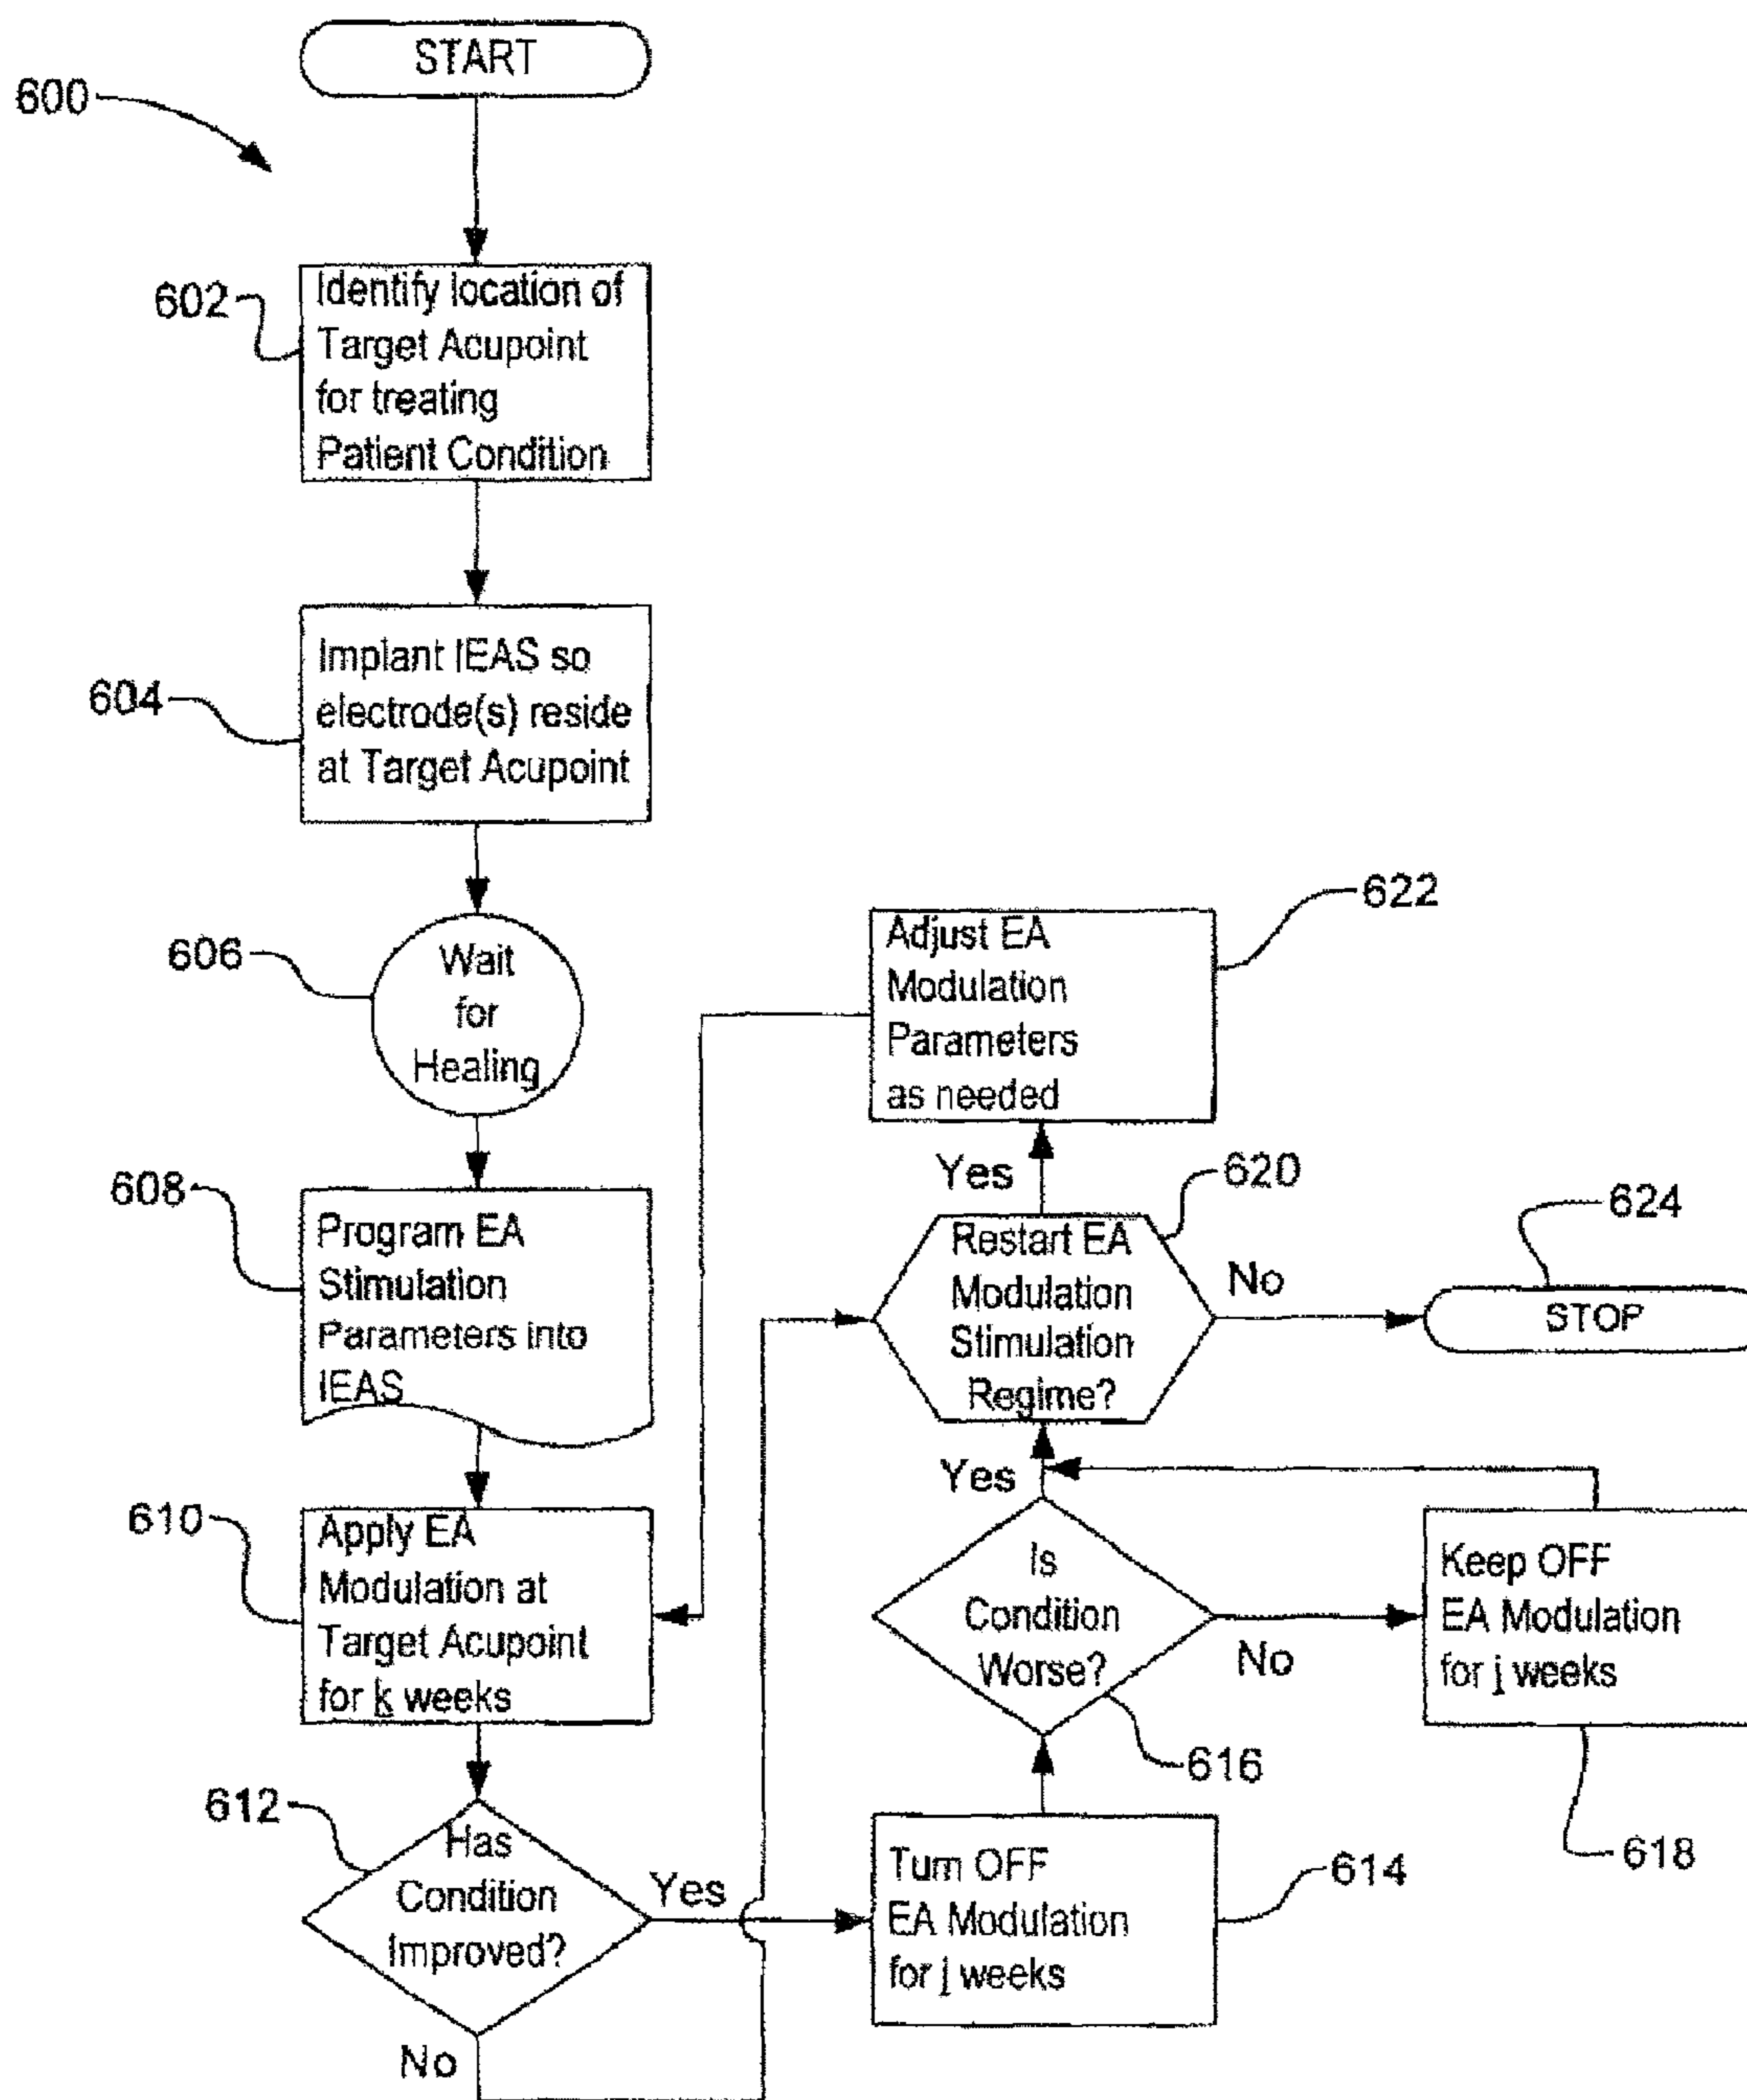 START
600
602
Identify location of
Target Acupoint
for treating
Patient Condition
604
Implant IEAS so
electrode(s) reside
at Target Acupoint
606
Wait
for
Healing
608
Program EA
Stimulation
Parameters into
IEAS
610
Apply EA
Modulation at
Target Acupoint
for k weeks
612
Has
Condition
Improved?
Yes
No
622
Adjust EA
Modulation
Parameters
as needed
Yes
620
Restart EA
Modulation
Stimulation
Regime?
No
624
STOP
Yes
Is
Condition
Worse?
616
No
Keep OFF
EA Modulation
for j weeks
618
Turn OFF
EA Modulation
for j weeks
614